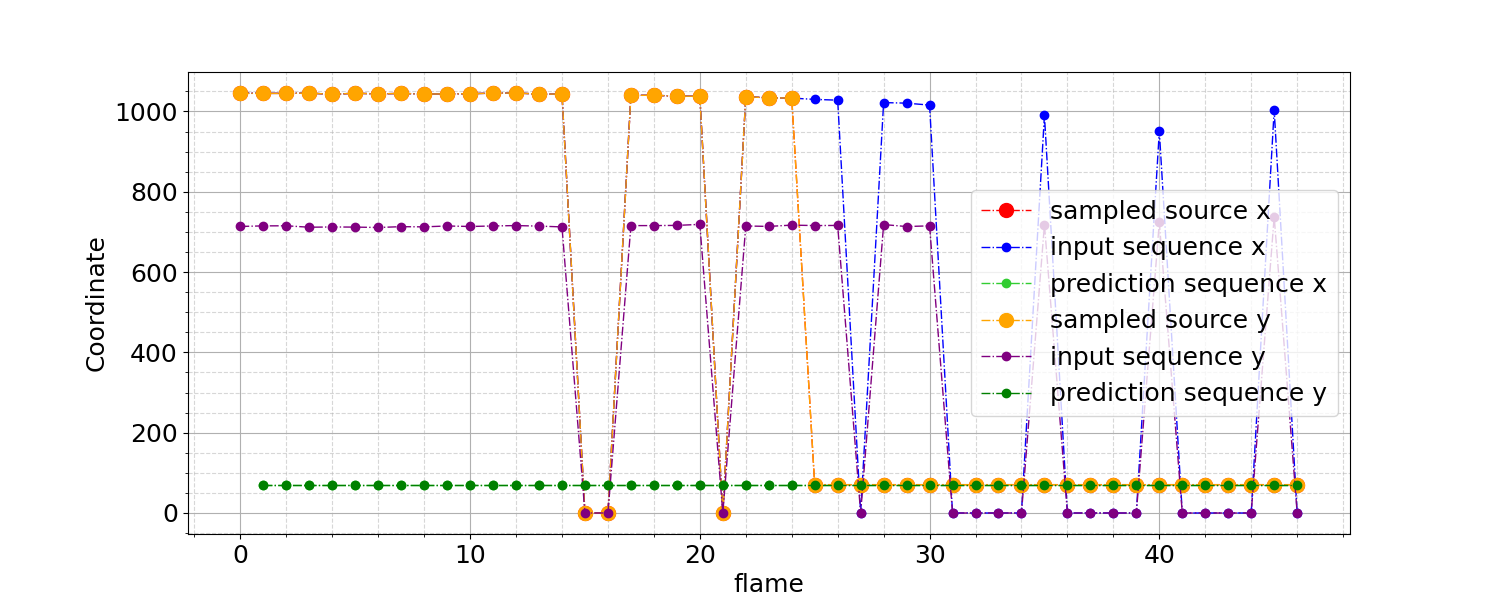 1000
800
600
400
200
0
Coordinate
sampled source x
input sequence x
prediction sequence x
sampled source y
input sequence y
prediction sequence y
0 10 20 30 40
flame